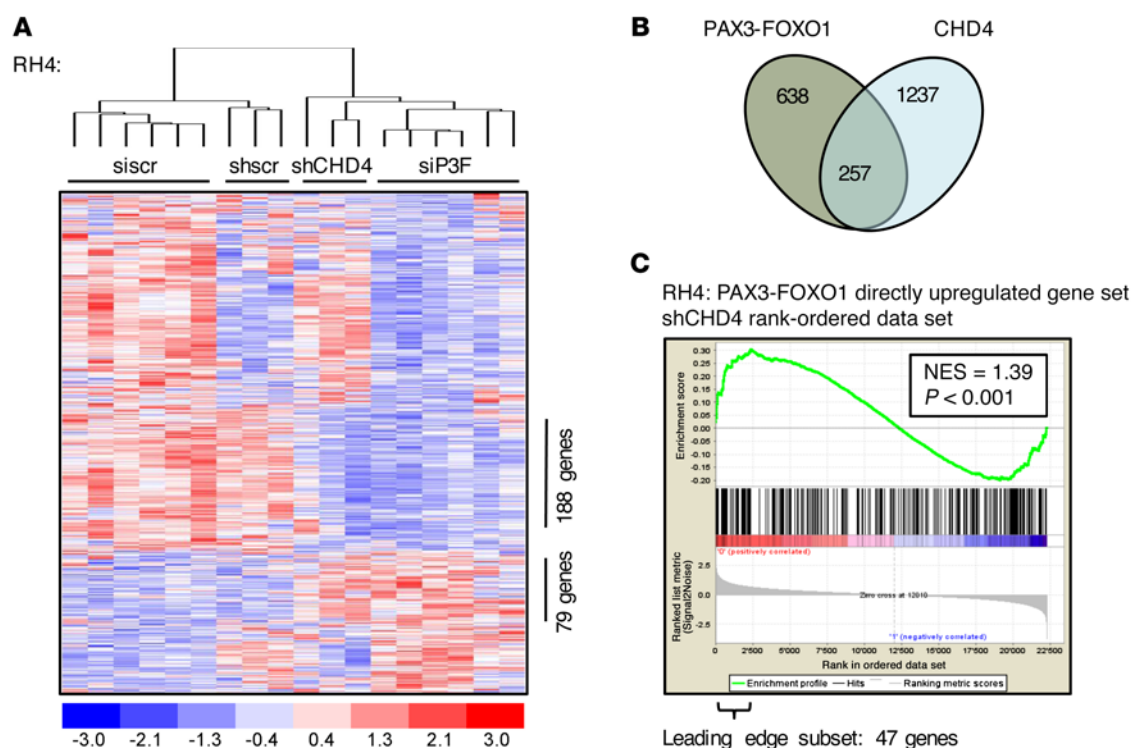 A
RH4:
siscr shscr shCHD4 siP3F
188 genes
79 genes
-3.0 -2.1 -1.3 -0.4 0.4 1.3 2.1 3.0
B
PAX3-FOXO1 CHD4
638 1237
257
C
RH4: PAX3-FOXO1 directly upregulated gene set
shCHD4 rank-ordered data set
NES = 1.39
P < 0.001
Enrichment score
0.30
0.25
0.20
0.15
0.10
0.05
0.00
-0.05
-0.10
-0.15
-0.20
'0' (positively correlated)
Ranked list metric
(Signal2Noise)
2.5
0.0
-2.5
Zero cross at 12010
'1' (negatively correlated)
0 2'500 5'000 7'500 10'000 12'500 15'000 17'500 20'000 22'500
Rank in ordered data set
Enrichment profile Hits Ranking metric scores
Leading edge subset: 47 genes